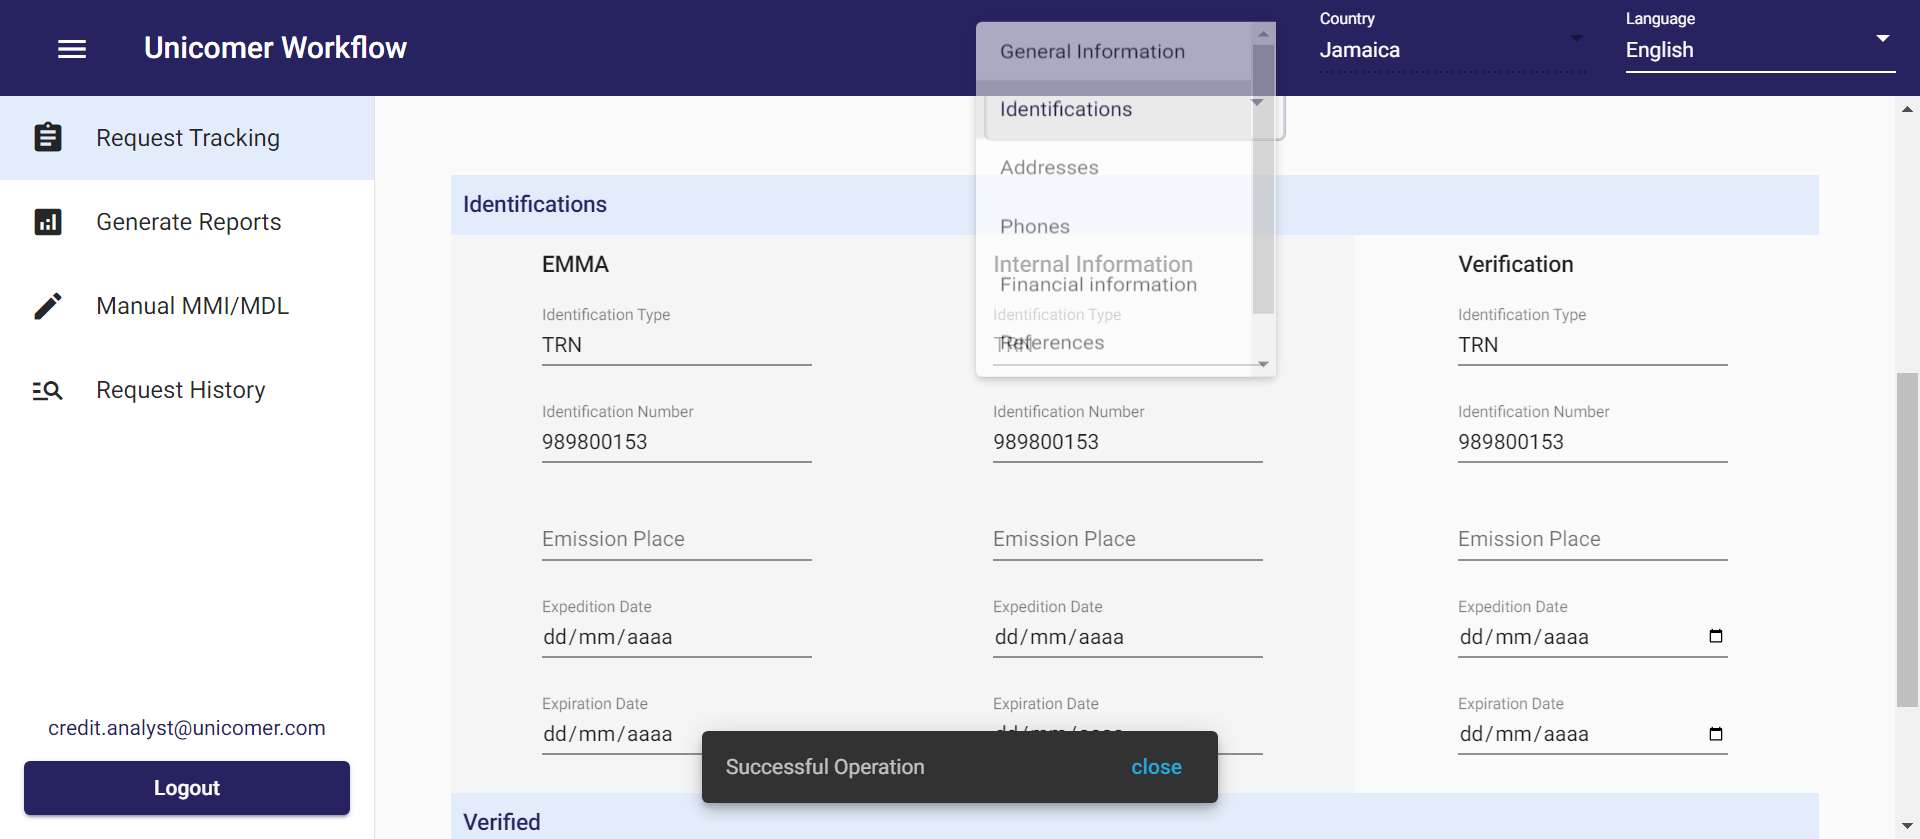 Unicomer Workflow
Country
Jamaica
Language
English
Request Tracking
Generate Reports
Manual MMI/MDL
Request History
credit.analyst@unicomer.com
Logout
General Information
Identifications
Addresses
Phones
Financial information
References
Identifications
EMMA
Internal Information
Verification
Identification Type
Identification Type
Identification Type
TRN
TRN
TRN
Identification Number
Identification Number
Identification Number
989800153
989800153
989800153
Emission Place
Emission Place
Emission Place
Expedition Date
Expedition Date
Expedition Date
dd/mm/aaaa
dd/mm/aaaa
dd/mm/aaaa
Expiration Date
Expiration Date
Expiration Date
dd/mm/aaaa
dd/mm/aaaa
dd/mm/aaaa
Successful Operation
close
Verified